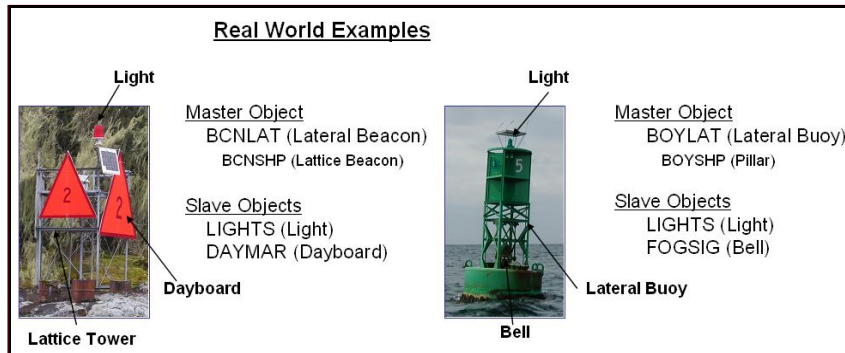 Real World Examples
Light
Master Object
BCNLAT (Lateral Beacon)
BCNSHP (Lattice Beacon)
Slave Objects
LIGHTS (Light)
DAYMAR (Dayboard)
2
2
Dayboard
Lattice Tower
Light
Master Object
BOYLAT (Lateral Buoy)
BOYSHP (Pillar)
Slave Objects
LIGHTS (Light)
FOGSIG (Bell)
5
Lateral Buoy
Bell